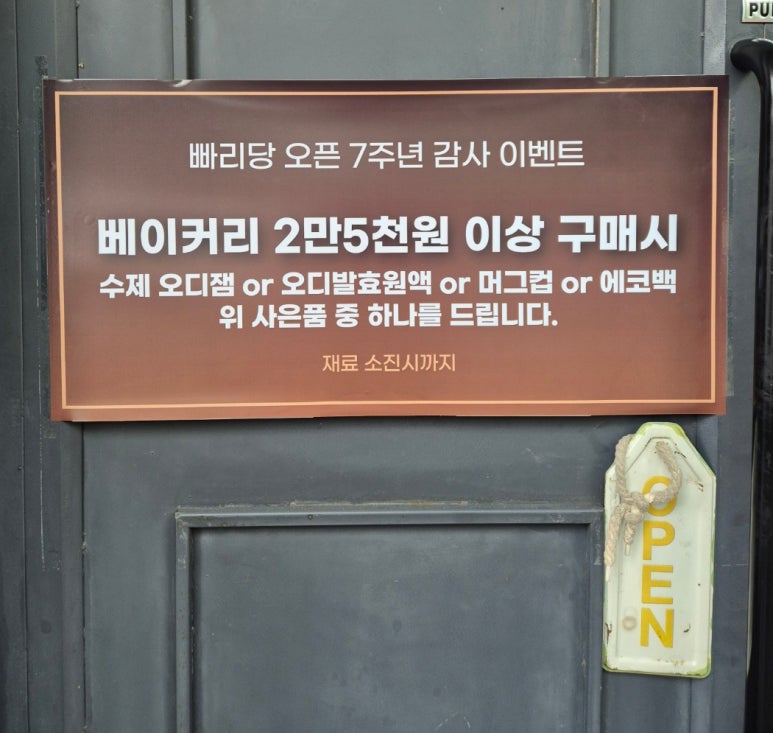 빠리당 오픈 7주년 감사 이벤트
베이커리 2만5천원 이상 구매시
수제 오디잼 or 오디발효원액 or 머그컵 or 에코백
위 사은품 중 하나를 드립니다.
재료 소진시까지
OPEN